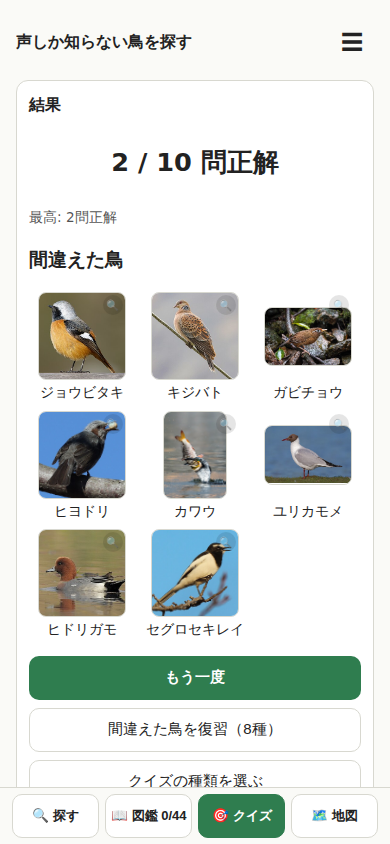 声しか知らない鳥を探す
☰
結果
2 / 10 問正解
最高: 2問正解
間違えた鳥
ジョウビタキ
キジバト
ガビチョウ
ヒヨドリ
カワウ
ユリカモメ
ヒドリガモ
セグロセキレイ
もう一度
間違えた鳥を復習（8種）
クイズの種類を選ぶ
🔍 探す
📖 図鑑 0/44
🎯 クイズ
🗺️ 地図